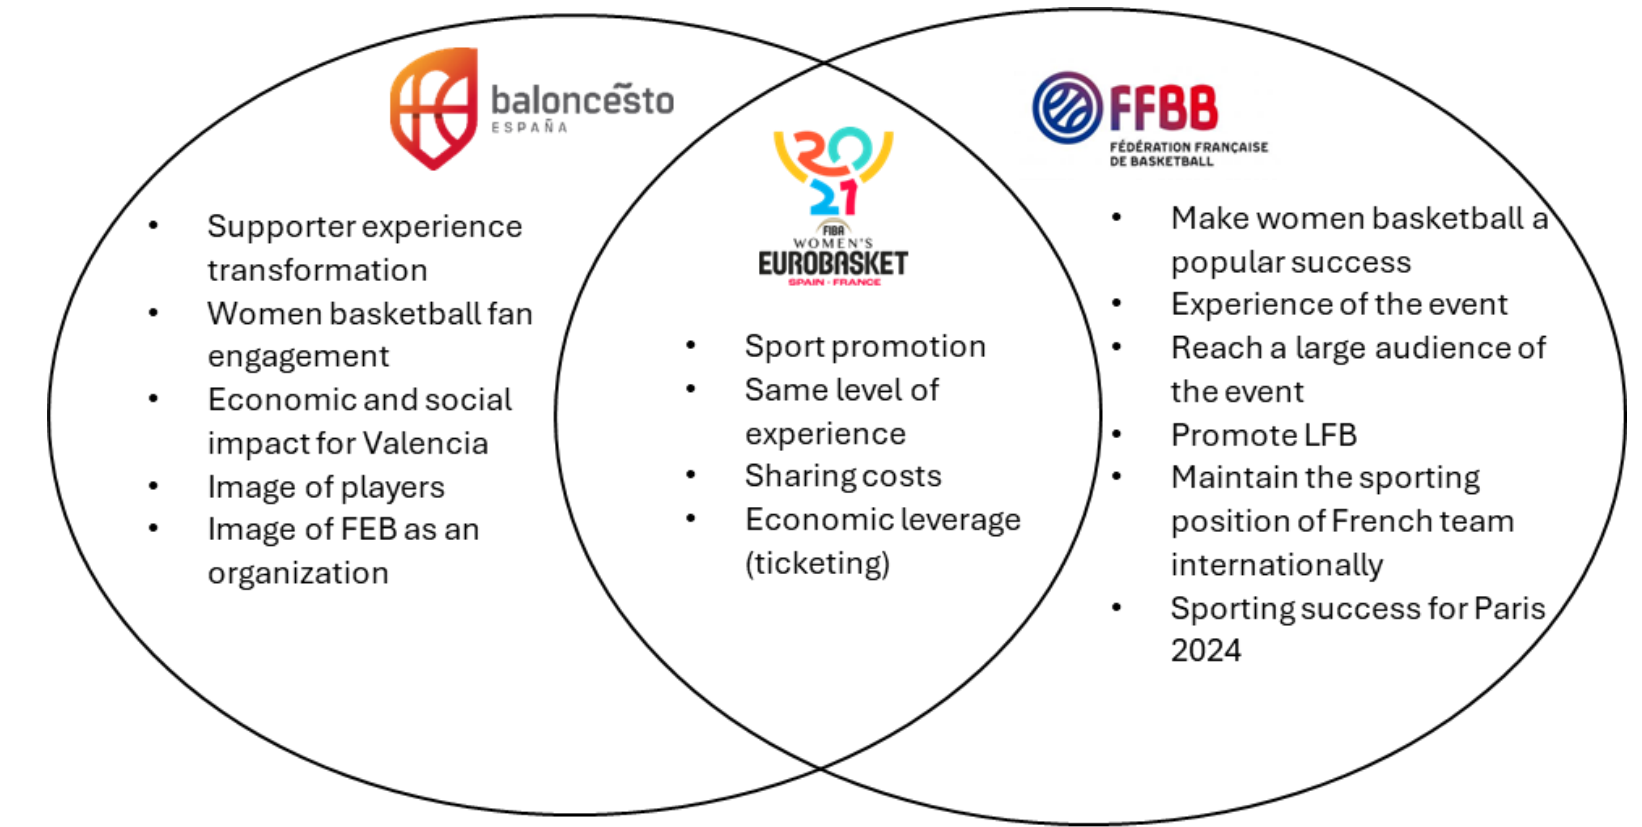 baloncesto
ESPAÑA
• Supporter experience
transformation
• Women basketball fan
engagement
• Economic and social
impact for Valencia
• Image of players
• Image of FEB as an
organization
2021
FIBA
WOMEN'S
EUROBASKET
SPAIN · FRANCE
• Sport promotion
• Same level of
experience
• Sharing costs
• Economic leverage
(ticketing)
FFBB
FÉDÉRATION FRANÇAISE
DE BASKETBALL
• Make women basketball a
popular success
• Experience of the event
• Reach a large audience of
the event
• Promote LFB
• Maintain the sporting
position of French team
internationally
• Sporting success for Paris
2024